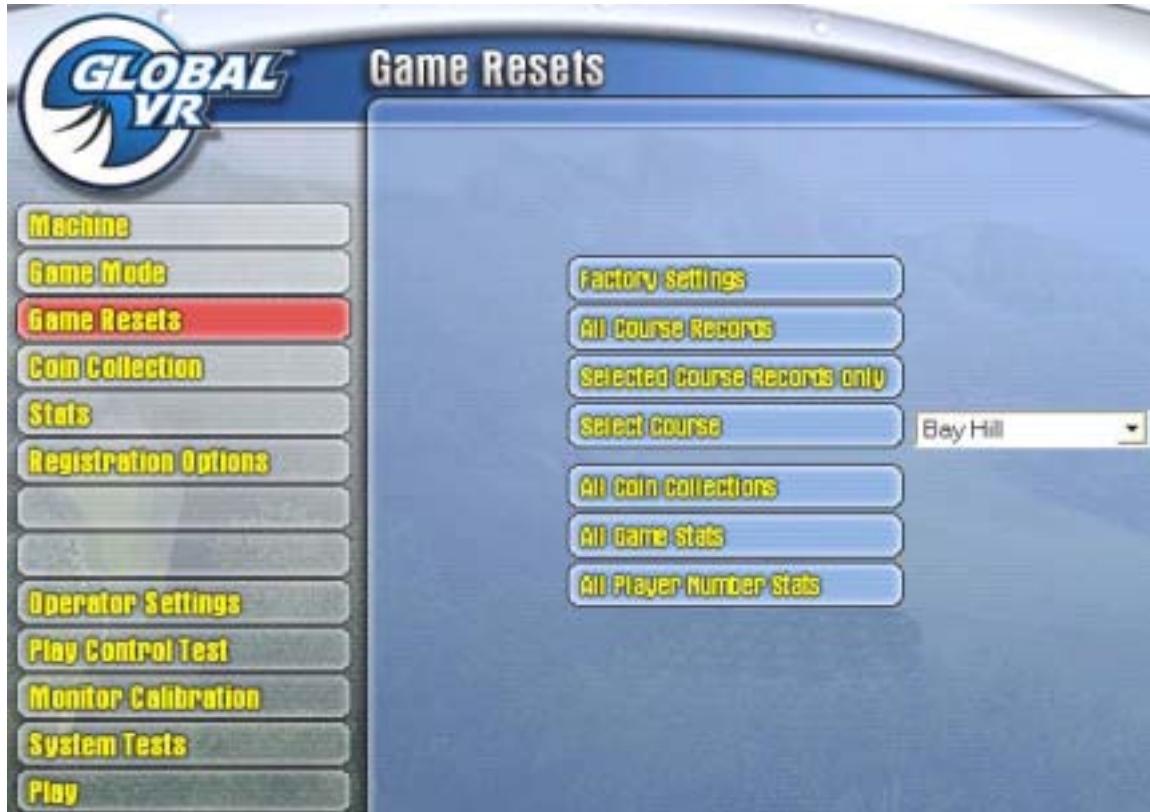 GLOBAL
VR
Game Resets
Machine
Game Mode
Game Resets
Coin Collection
Stats
Registration Options
Operator Settings
Play Control Test
Monitor Calibration
System Tests
Play
Factory Settings
All Course Records
Selected Course Records only
Select Course
Bay Hill
All Coin Collections
All Game Stats
All Player Number Stats